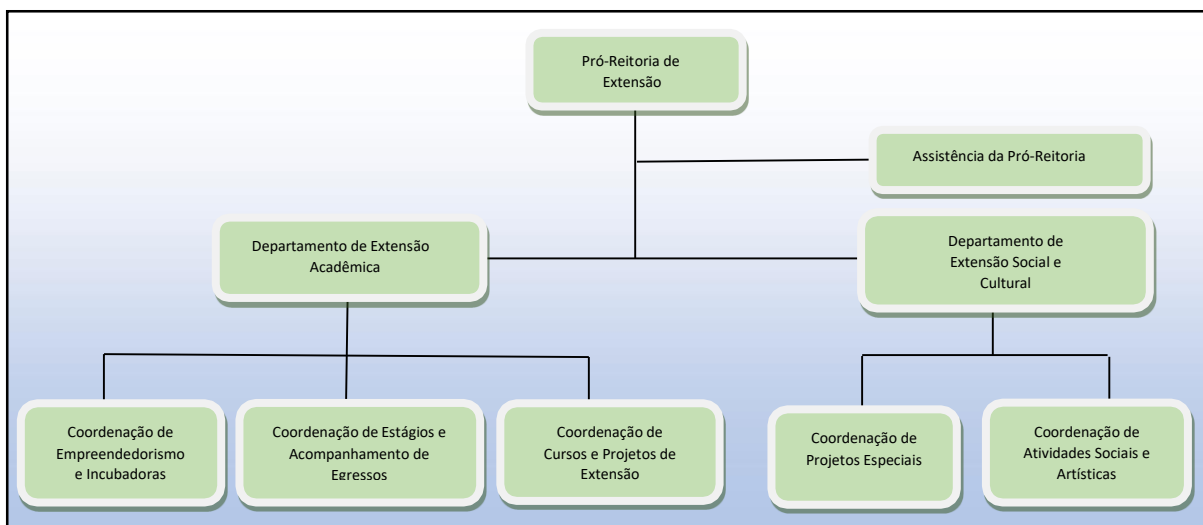 Pró-Reitoria de
Extensão
Assistência da Pró-Reitoria
Departamento de Extensão
Acadêmica
Departamento de
Extensão Social e
Cultural
Coordenação de
Empreendedorismo
e Incubadoras
Coordenação de Estágios e
Acompanhamento de
Egressos
Coordenação de
Cursos e Projetos de
Extensão
Coordenação de
Projetos Especiais
Coordenação de
Atividades Sociais e
Artísticas